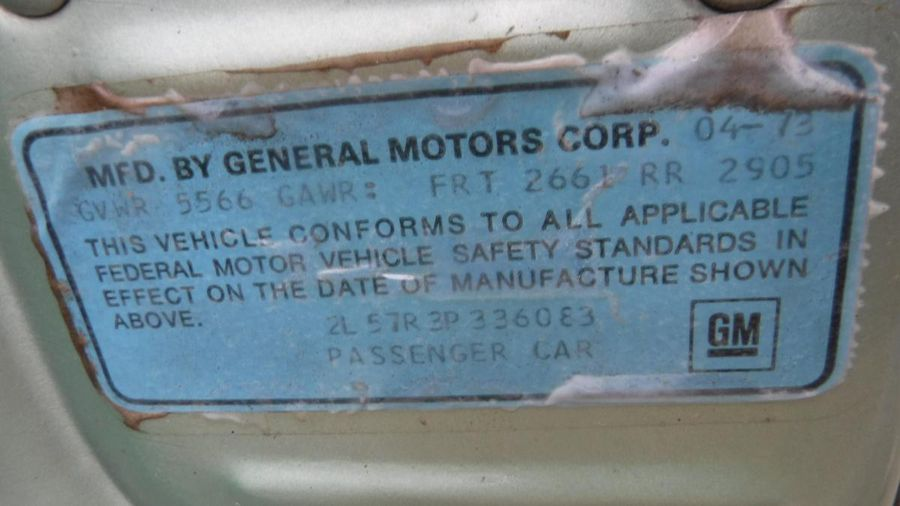 MFD. BY GENERAL MOTORS CORP. 04-73
GVWR 5566 GAWR: FRT 2661 RR 2905
THIS VEHICLE CONFORMS TO ALL APPLICABLE
FEDERAL MOTOR VEHICLE SAFETY STANDARDS IN
EFFECT ON THE DATE OF MANUFACTURE SHOWN
ABOVE.
2L57R3P336083
PASSENGER CAR
GM